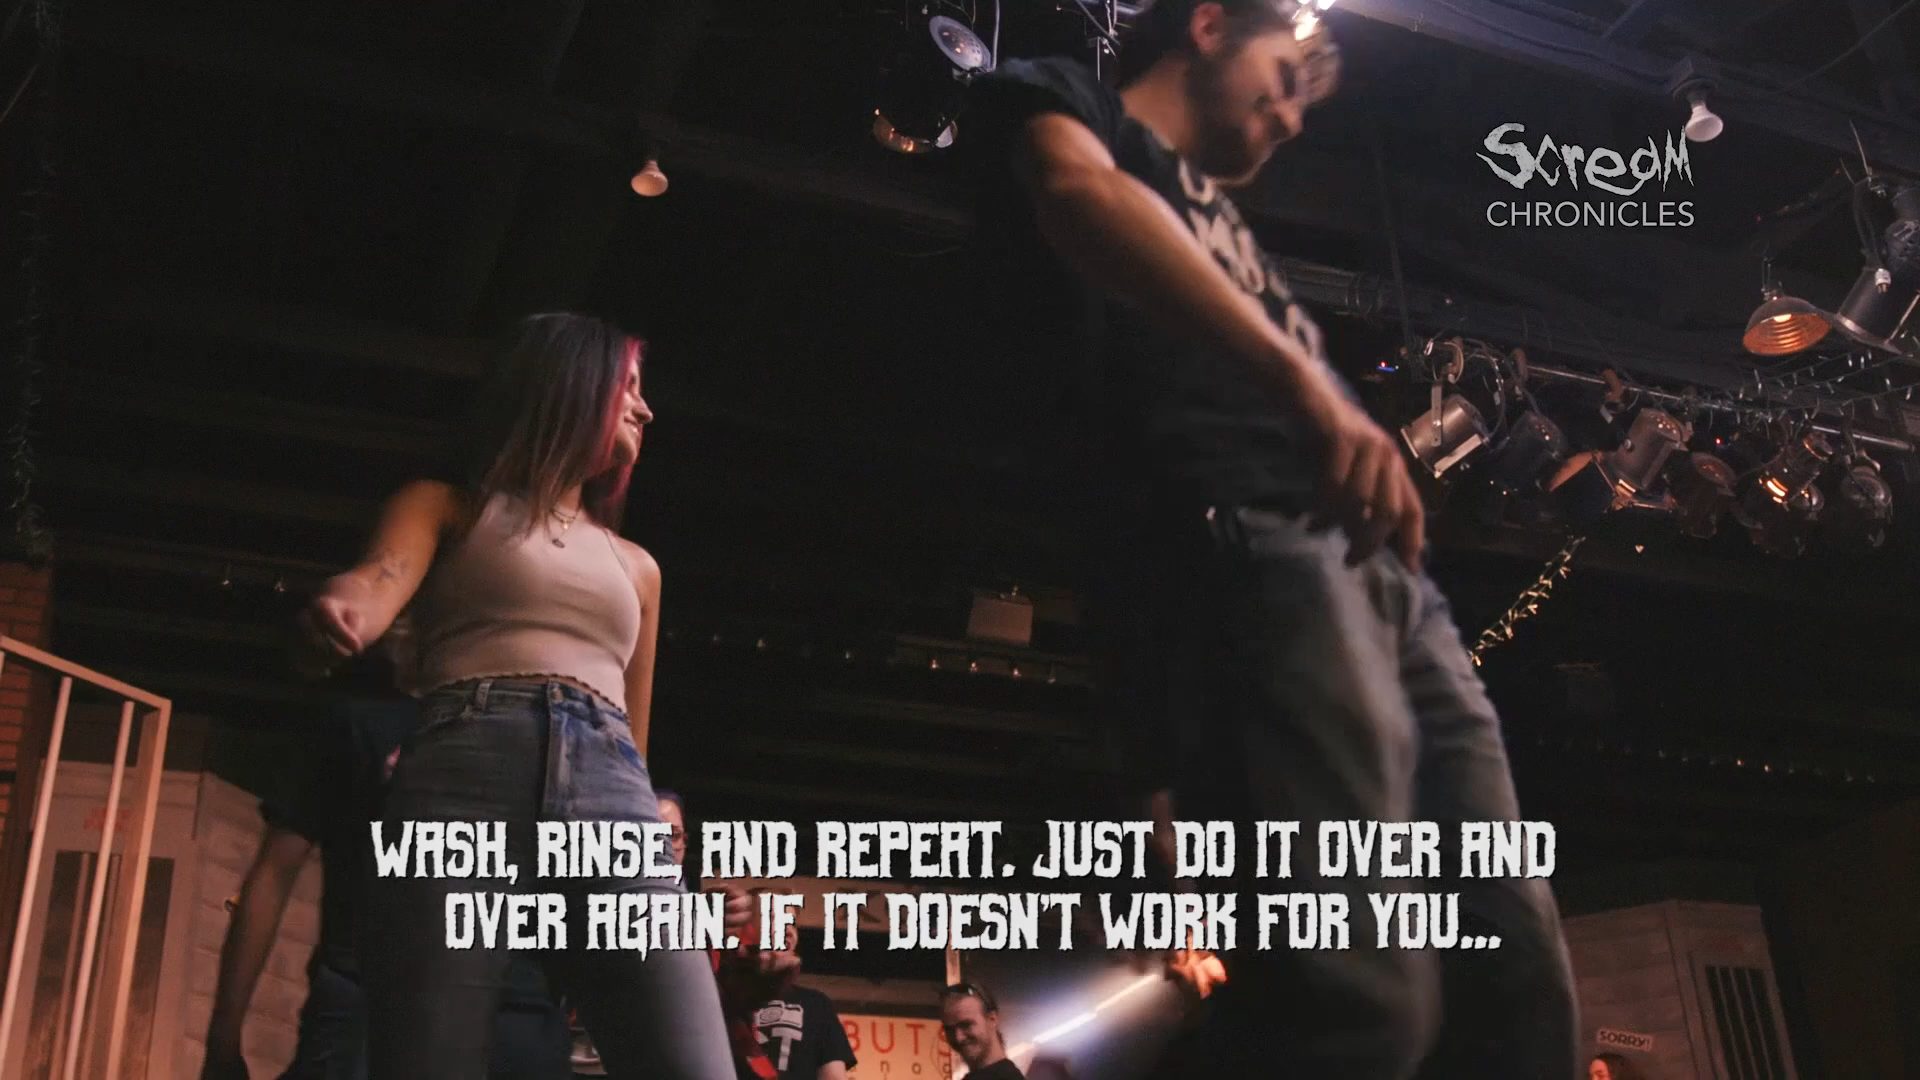 Scream
CHRONICLES
WASH, RINSE, AND REPEAT. JUST DO IT OVER AND
OVER AGAIN. IF IT DOESN'T WORK FOR YOU...
BUTS
SORRY!